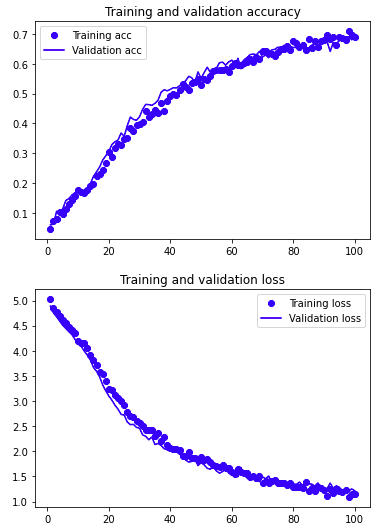 Training and validation accuracy
0.7
0.6
0.5
0.4
0.3
0.2
0.1
Training acc
Validation acc
0 20 40 60 80 100
Training and validation loss
5.0
4.5
4.0
3.5
3.0
2.5
2.0
1.5
1.0
Training loss
Validation loss
0 20 40 60 80 100